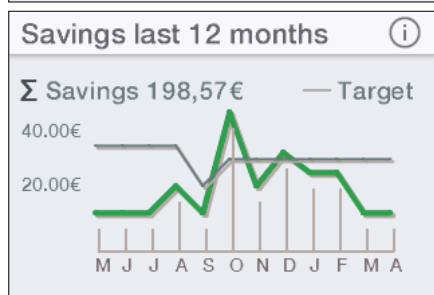 Savings last 12 months i
Σ Savings 198,57€ — Target
40.00€
20.00€
M J J A S O N D J F M A